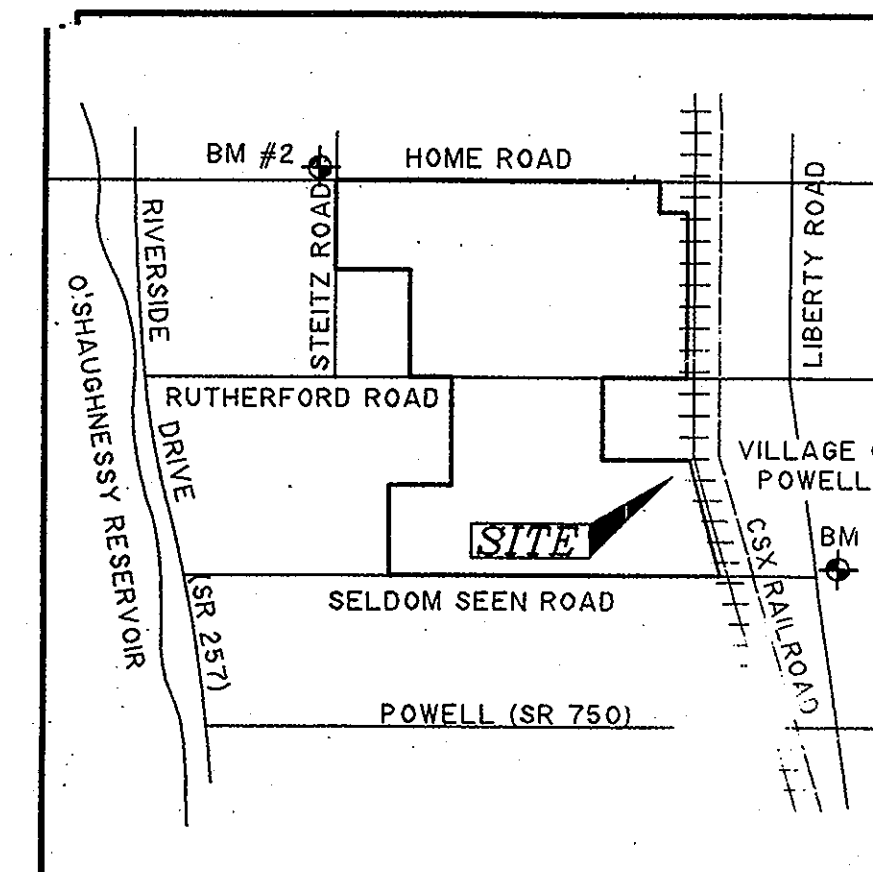 BM #2
HOME ROAD
RIVERSIDE
STEITZ ROAD
LIBERTY ROAD
O'SHAUGHNESSY RESERVOIR
RUTHERFORD ROAD
DRIVE
VILLAGE
POWELL
SITE
CSX RAILROAD
BM
SELDOM SEEN ROAD
(SR 257)
POWELL (SR 750)